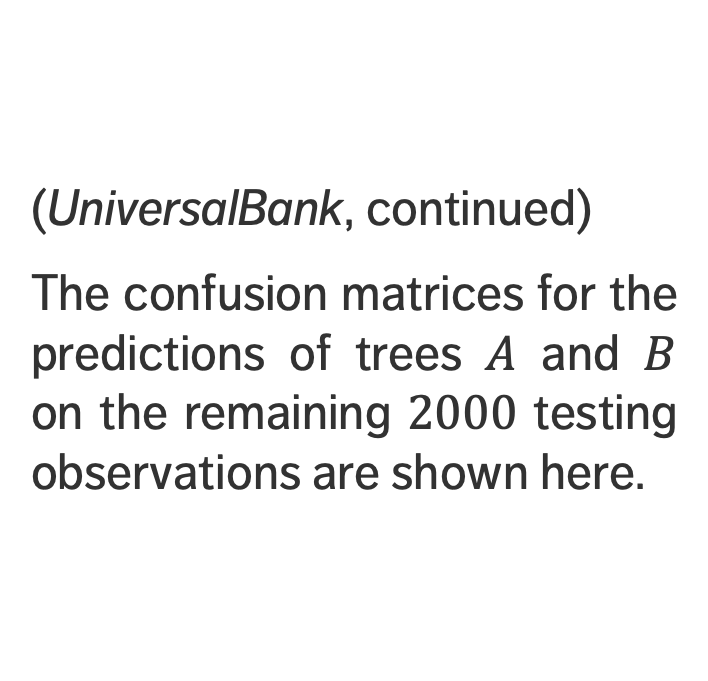 (UniversalBank, continued)
The confusion matrices for the
predictions of trees A and B
on the remaining 2000 testing
observations are shown here.